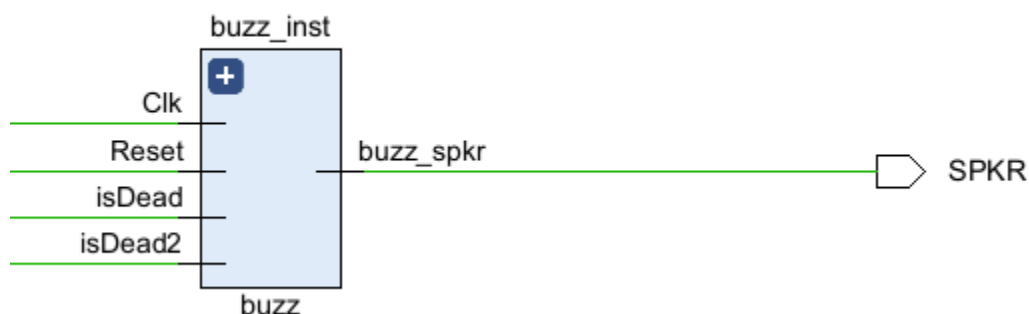 buzz_inst
Clk
Reset
isDead
isDead2
buzz_spkr
SPKR
buzz